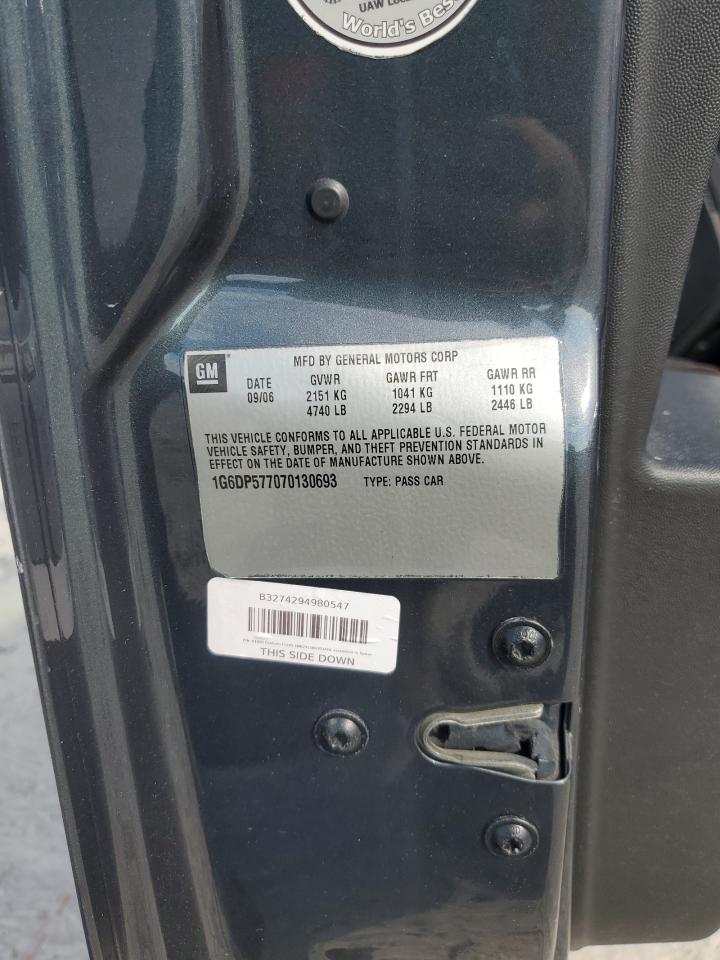 UAW
World's Best
GM
MFD BY GENERAL MOTORS CORP
DATE GVWR GAWR FRT GAWR RR
09/06 2151 KG 1041 KG 1110 KG
4740 LB 2294 LB 2446 LB
THIS VEHICLE CONFORMS TO ALL APPLICABLE U.S. FEDERAL MOTOR
VEHICLE SAFETY, BUMPER, AND THEFT PREVENTION STANDARDS IN
EFFECT ON THE DATE OF MANUFACTURE SHOWN ABOVE.
1G6DP577070130693 TYPE: PASS CAR
B3274294980547
THIS SIDE DOWN